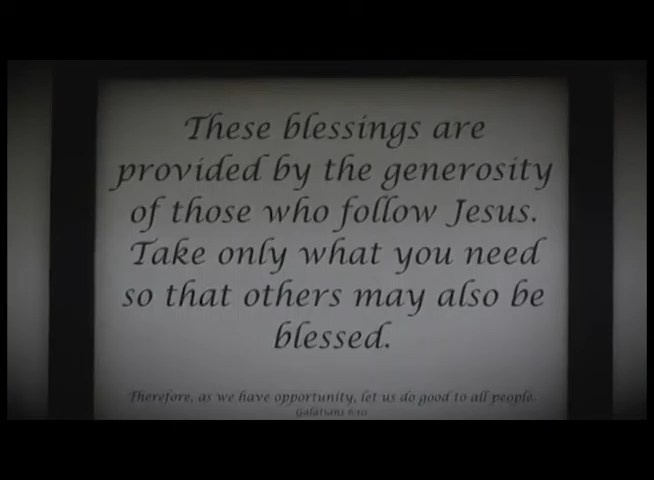 These blessings are
provided by the generosity
of those who follow Jesus.
Take only what you need
so that others may also be
blessed.
Therefore, as we have opportunity, let us do good to all people.
Galatians 6:10